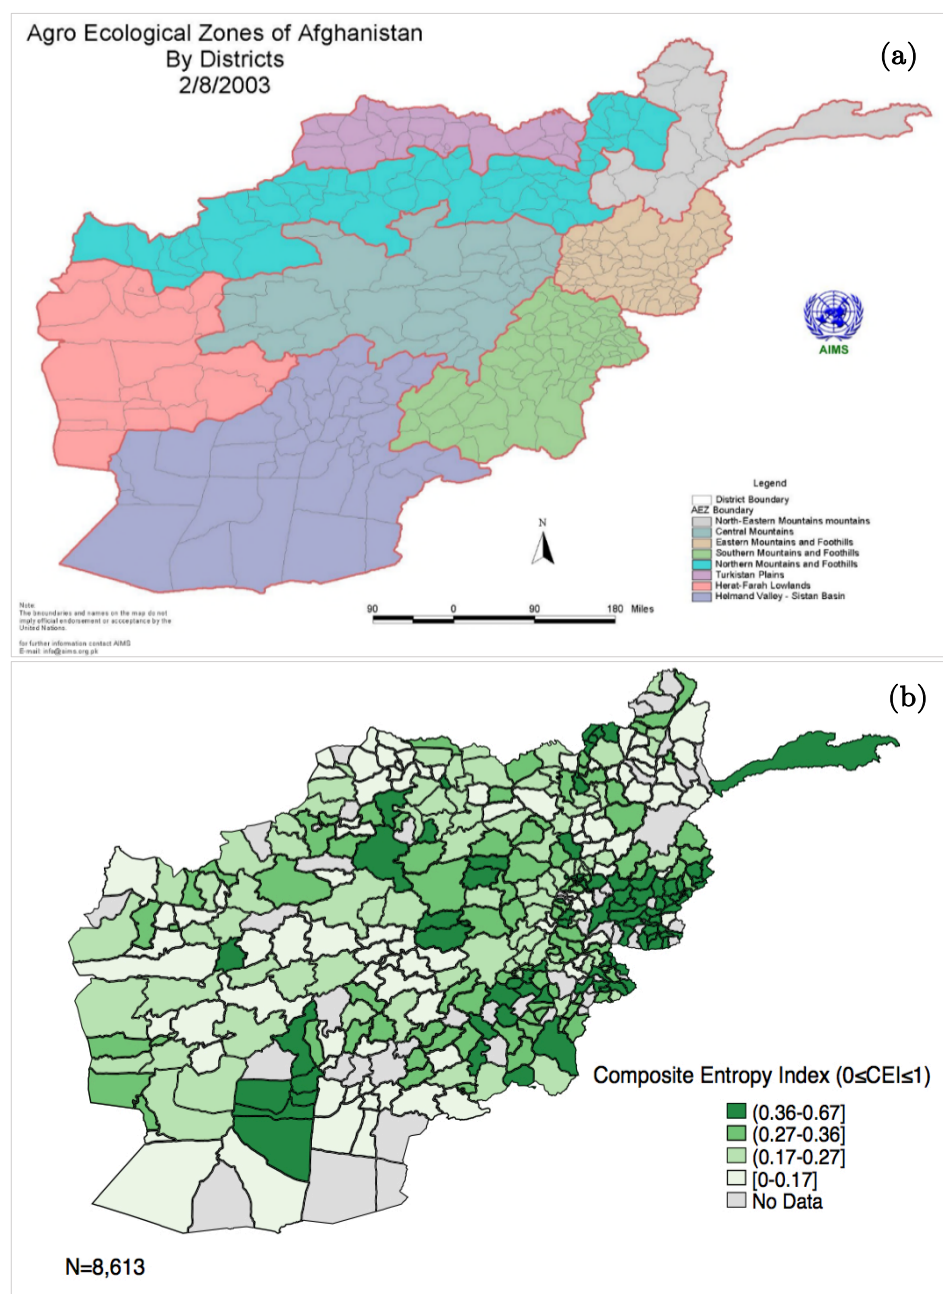 Agro Ecological Zones of Afghanistan
By Districts
2/8/2003
(a)
AIMS
Legend
District Boundary
AEZ Boundary
North-Eastern Mountains mountains
Central Mountains
Eastern Mountains and Foothills
Southern Mountains and Foothills
Northern Mountains and Foothills
Turkistan Plains
Herat-Farah Lowlands
Helmand Valley - Sistan Basin
N
90 0 90 180 Miles
Note:
The bnoundaries and names on the map do not
imply official endorsement or accceptance by the
United Nations.
for further information contact AIMS
E-mail: info@aims.org.pk
(b)
Composite Entropy Index (0≤CEI≤1)
(0.36-0.67]
(0.27-0.36]
(0.17-0.27]
[0-0.17]
No Data
N=8,613